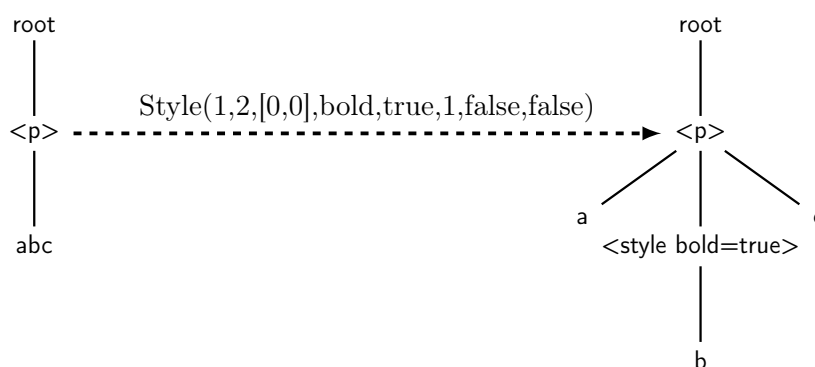 root
root
Style(1,2,[0,0],bold,true,1,false,false)
<p>
<p>
a
abc
<style bold=true>
b